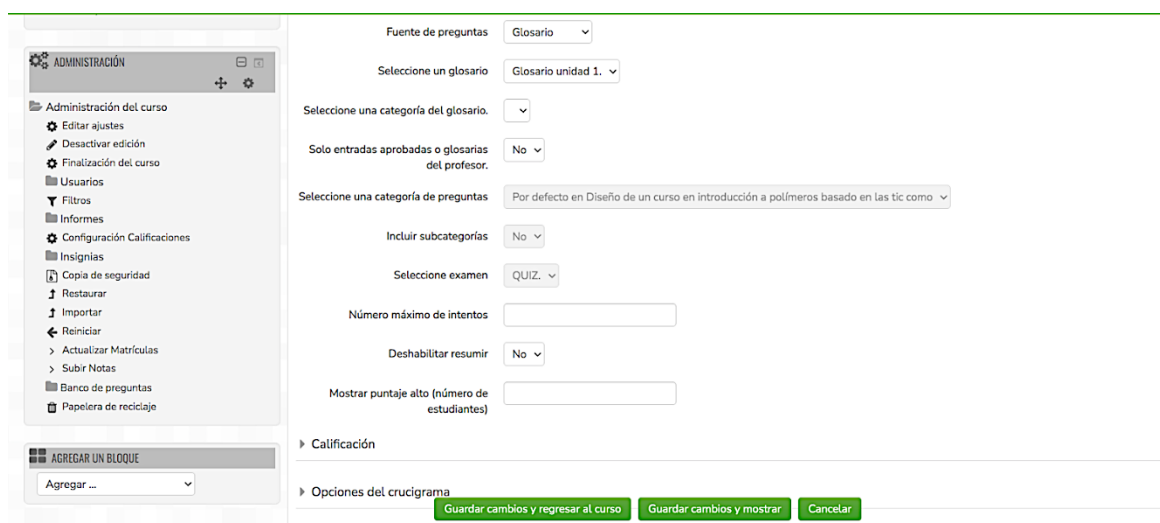 ADMINISTRACIÓN
Administración del curso
Editar ajustes
Desactivar edición
Finalización del curso
Usuarios
Filtros
Informes
Configuración Calificaciones
Insignias
Copia de seguridad
Restaurar
Importar
Reiniciar
Actualizar Matrículas
Subir Notas
Banco de preguntas
Papelera de reciclaje
AGREGAR UN BLOQUE
Agregar ...
Fuente de preguntas Glosario
Seleccione un glosario Glosario unidad 1.
Seleccione una categoría del glosario.
Solo entradas aprobadas o glosarias No
del profesor.
Seleccione una categoría de preguntas Por defecto en Diseño de un curso en introducción a polímeros basado en las tic como
Incluir subcategorías No
Seleccione examen QUIZ.
Número máximo de intentos
Deshabilitar resumir No
Mostrar puntaje alto (número de
estudiantes)
Calificación
Opciones del crucigrama
Guardar cambios y regresar al curso Guardar cambios y mostrar Cancelar